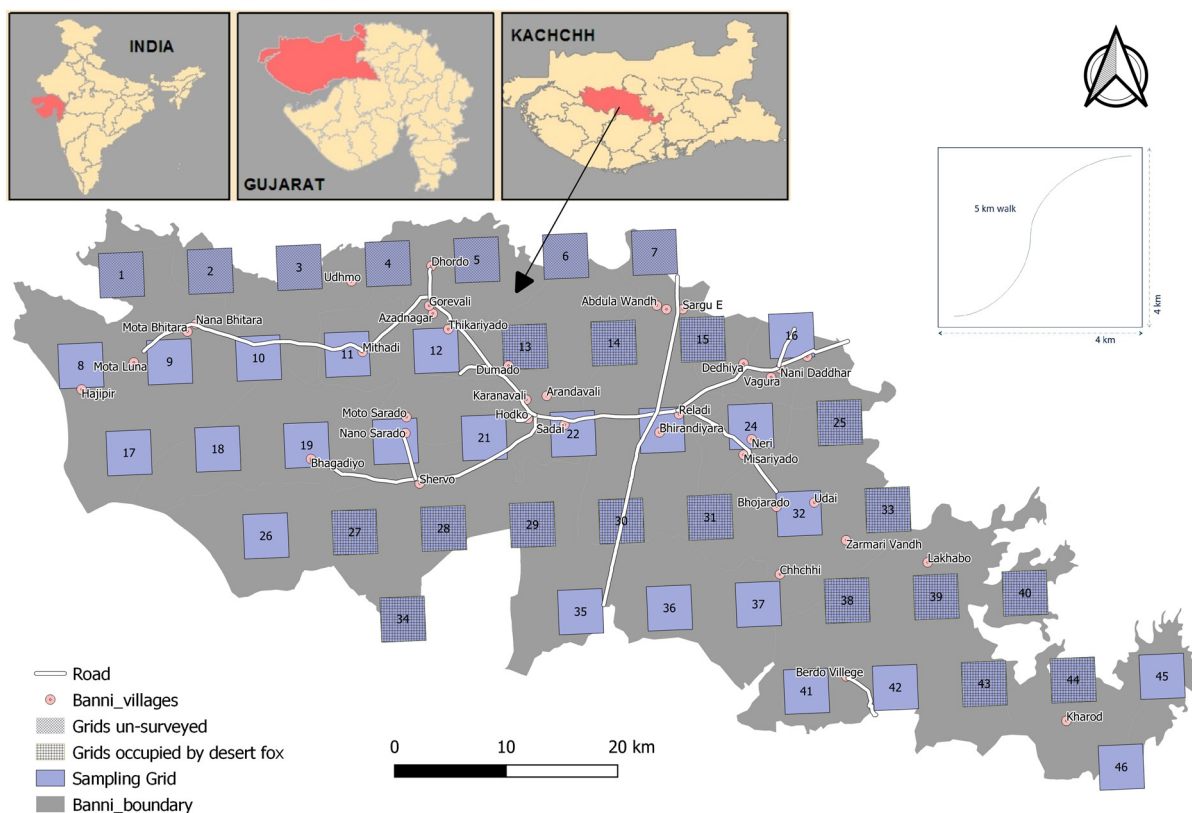 INDIA
GUJARAT
KACHCHH
5 km walk
4 km
4 km
1
2
3
4
5
6
7
Udhmo
Dhordo
Gorevali
Azadnagar
Thikariyado
Abdula Wandh
Sargu E
Mota Bhitara
Nana Bhitara
8
9
10
11
12
13
14
15
16
Mota Luna
Hajipir
Mithadi
Dumado
Dedhiya
Vagura
Nani Daddhar
Karanavali
Arandavali
Hodko
Sadai
Reladi
Bhirandiyara
Moto Sarado
Nano Sarado
17
18
19
21
22
24
25
Bhagadiyo
Shervo
Neri
Misariyado
26
27
28
29
30
31
32
33
Bhojarado
Udai
Zarmari Vandh
Lakhabo
Chhchhi
34
35
36
37
38
39
40
Berdo Villege
41
42
43
44
45
Kharod
46
Road
Banni_villages
Grids un-surveyed
Grids occupied by desert fox
Sampling Grid
Banni_boundary
0 10 20 km